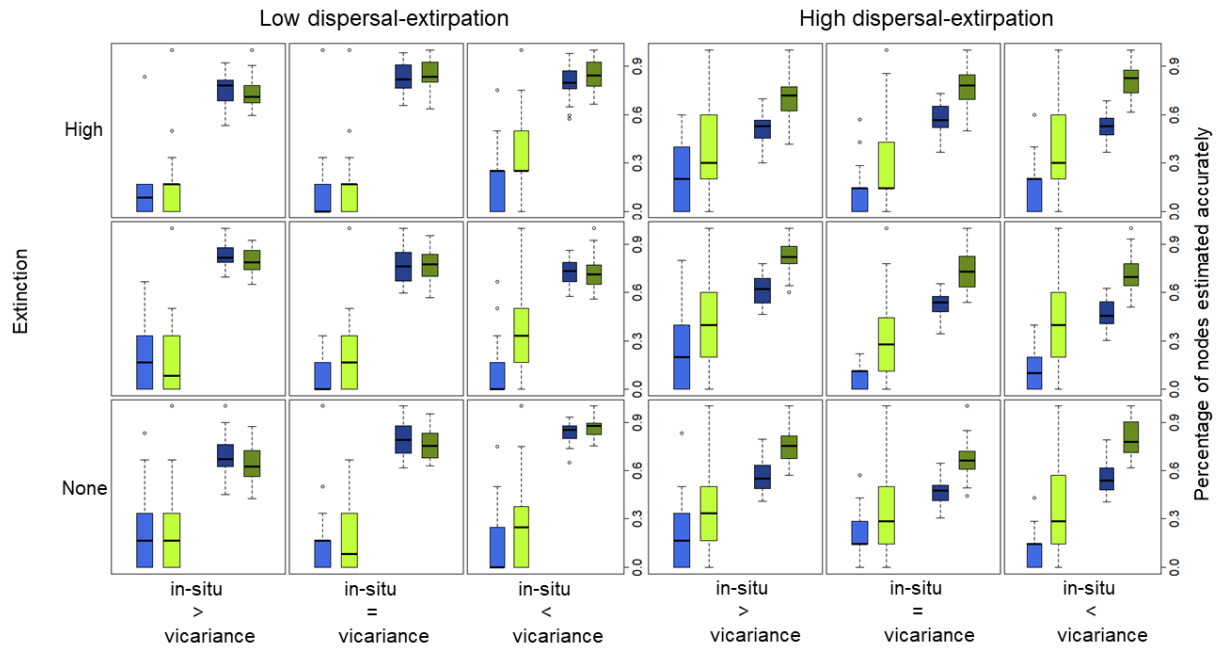 Low dispersal-extirpation
High dispersal-extirpation
Extinction
High
None
0.0 0.3 0.6 0.9
0.0 0.3 0.6 0.9
0.0 0.3 0.6 0.9
0.0 0.3 0.6 0.9
0.0 0.3 0.6 0.9
0.0 0.3 0.6 0.9
Percentage of nodes estimated accurately
in-situ
>
vicariance
in-situ
=
vicariance
in-situ
<
vicariance
in-situ
>
vicariance
in-situ
=
vicariance
in-situ
<
vicariance